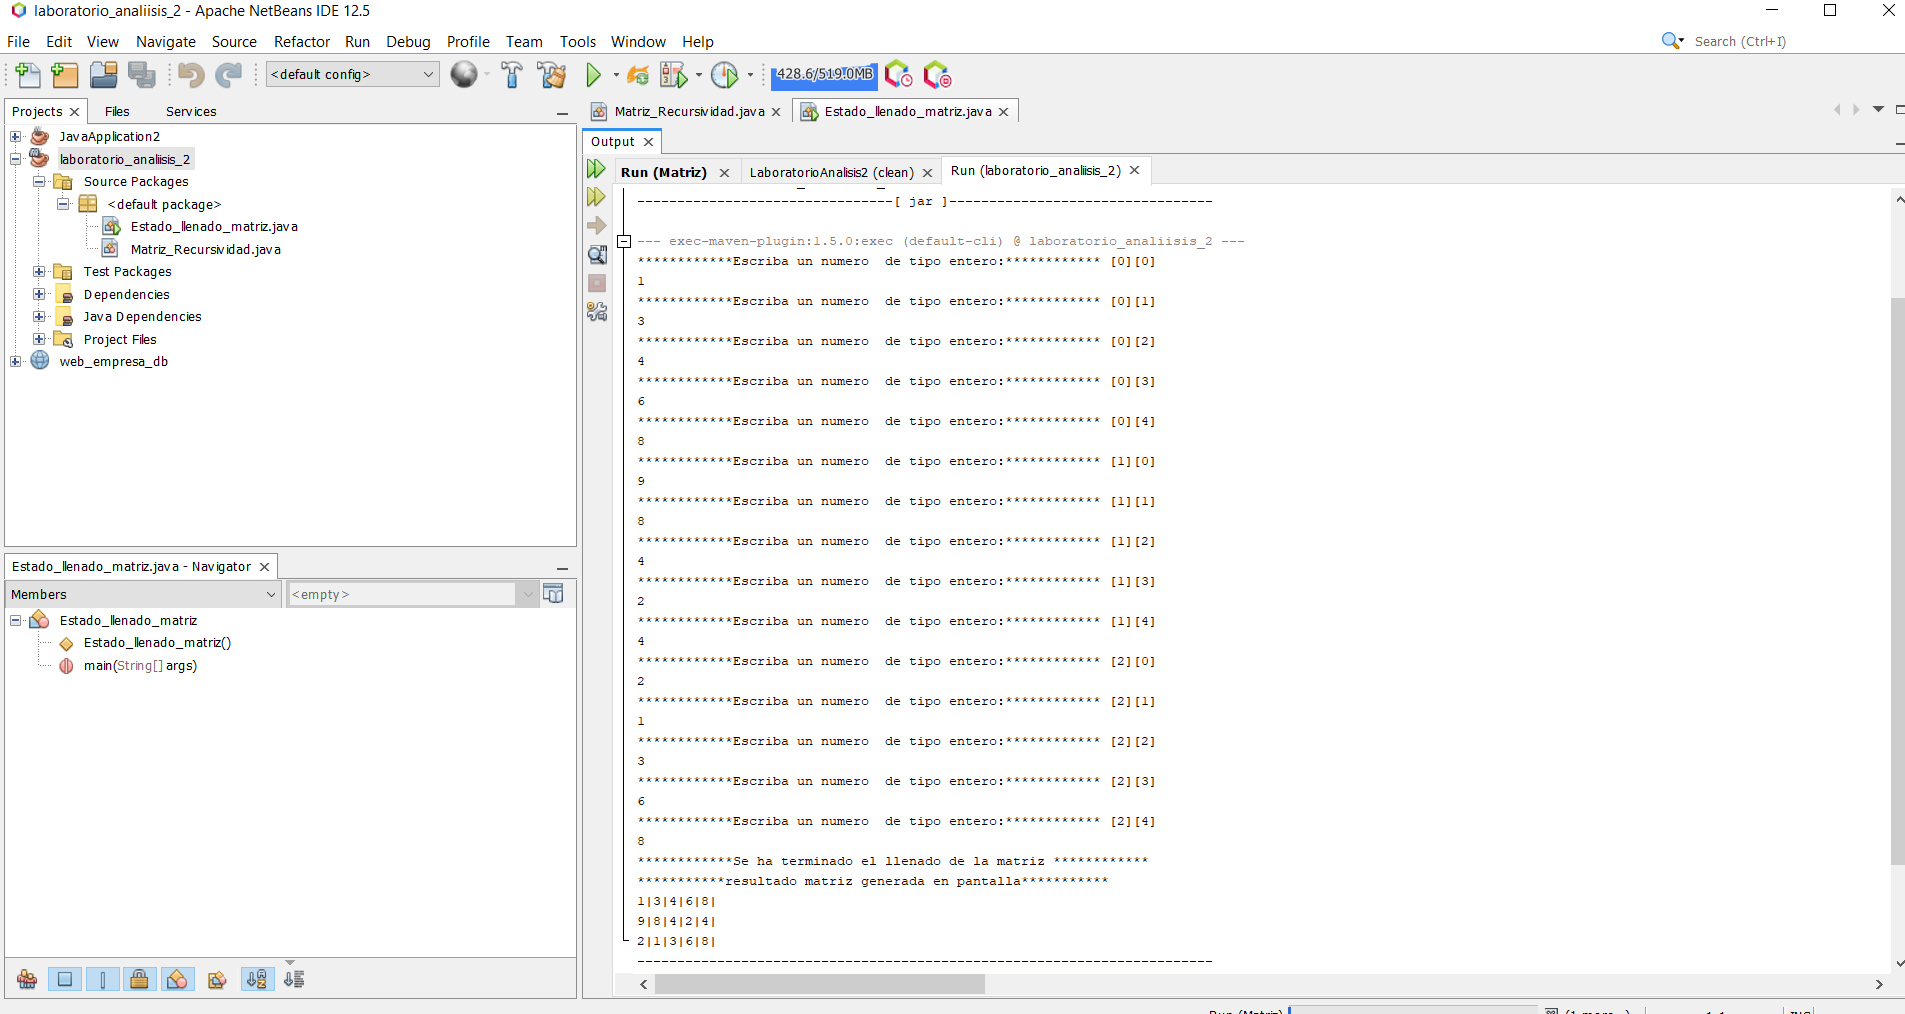 laboratorio_analiisis_2 - Apache NetBeans IDE 12.5
File Edit View Navigate Source Refactor Run Debug Profile Team Tools Window Help
Search (Ctrl+I)
<default config>
428.6/519.0MB
Projects Files Services
JavaApplication2
laboratorio_analiisis_2
Source Packages
<default package>
Estado_llenado_matriz.java
Matriz_Recursividad.java
Test Packages
Dependencies
Java Dependencies
Project Files
web_empresa_db
Estado_llenado_matriz.java - Navigator
Members
<empty>
Estado_llenado_matriz
Estado_llenado_matriz()
main(String[] args)
Matriz_Recursividad.java Estado_llenado_matriz.java
Output
Run (Matriz) LaboratorioAnalisis2 (clean) Run (laboratorio_analiisis_2)
--------------------------------[ jar ]---------------------------------
--- exec-maven-plugin:1.5.0:exec (default-cli) @ laboratorio_analiisis_2 ---
************Escriba un numero  de tipo entero:************ [0][0]
1
************Escriba un numero  de tipo entero:************ [0][1]
3
************Escriba un numero  de tipo entero:************ [0][2]
4
************Escriba un numero  de tipo entero:************ [0][3]
6
************Escriba un numero  de tipo entero:************ [0][4]
8
************Escriba un numero  de tipo entero:************ [1][0]
9
************Escriba un numero  de tipo entero:************ [1][1]
8
************Escriba un numero  de tipo entero:************ [1][2]
4
************Escriba un numero  de tipo entero:************ [1][3]
2
************Escriba un numero  de tipo entero:************ [1][4]
4
************Escriba un numero  de tipo entero:************ [2][0]
2
************Escriba un numero  de tipo entero:************ [2][1]
1
************Escriba un numero  de tipo entero:************ [2][2]
3
************Escriba un numero  de tipo entero:************ [2][3]
6
************Escriba un numero  de tipo entero:************ [2][4]
8
************Se ha terminado el llenado de la matriz ************
***********resultado matriz generada en pantalla***********
1|3|4|6|8|
9|8|4|2|4|
2|1|3|6|8|
------------------------------------------------------------------------
Run (Matriz)